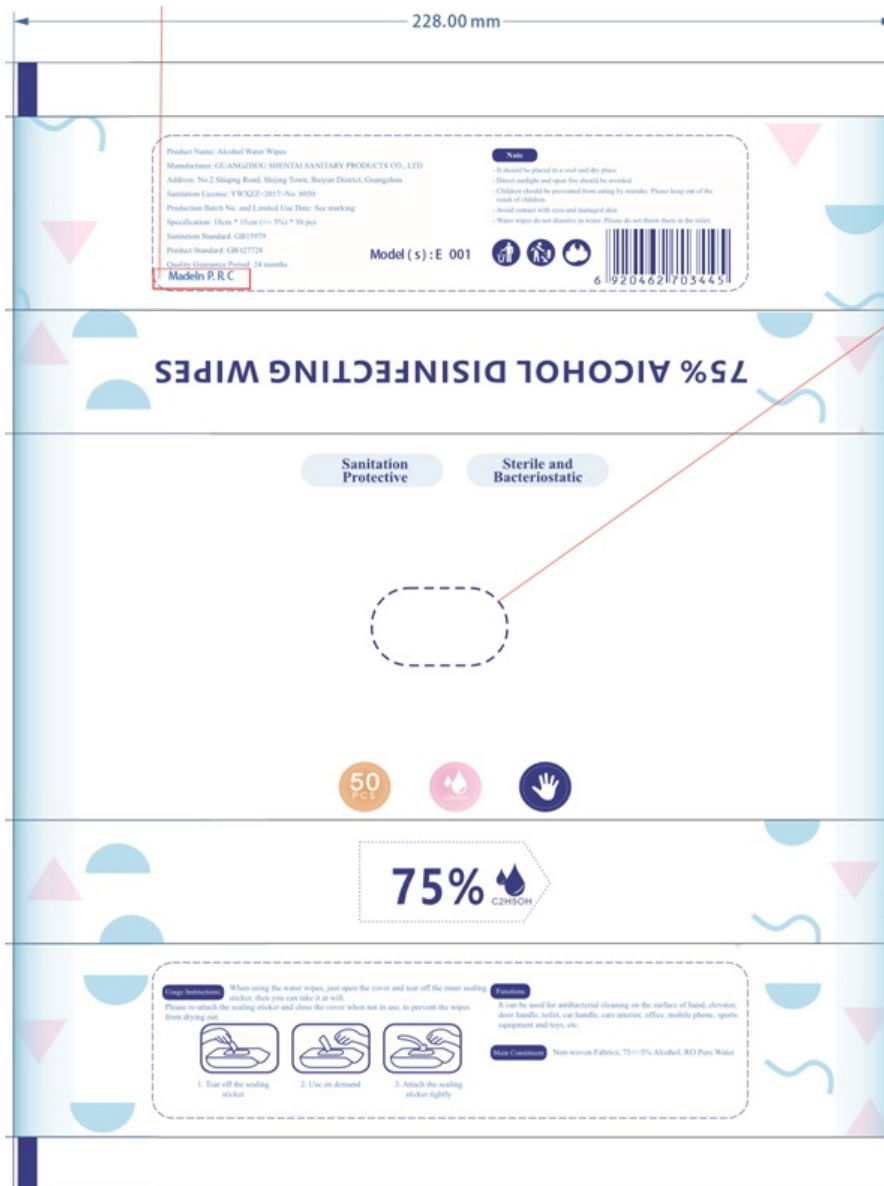 228.00 mm
Product Name: Alcohol Water Wipes
Manufacturer: GUANGZHOU SHENTAI SANITARY PRODUCTS CO., LTD
Address: No.2 Shiqing Road, Shijing Town, Baiyun District, Guangzhou
Sanitation License: YWXZZ<2017>No. 8050
Production Batch No. and Limited Use Date: See marking
Specification: 18cm * 15cm (+/- 5%) * 50 pcs
Sanitation Standard: GB15979
Product Standard: GB/t27728
Quality Guarantee Period: 24 months
MadeIn P. R C
Model ( s ) : E 001
Note
- It should be placed in a cool and dry place
- Direct sunlight and open fire should be avoided
- Children should be prevented from eating by mistake. Please keep out of the
reach of children.
- Avoid contact with eyes and damaged skin
- Water wipes do not dissolve in water. Please do not throw them in the toilet.
6 920462 703445
75% AlCOHOL DISINFECTING WIPES
Sanitation
Protective
Sterile and
Bacteriostatic
50
PCS
75%
C2H5OH
Usage Instructions
When using the water wipes, just open the cover and tear off the inner sealing
sticker, then you can take it at will.
Please re-attach the sealing sticker and close the cover when not in use, to prevent the wipes
from drying out.
1. Tear off the sealing
sticker
2. Use on demand
3. Attach the sealing
sticker tightly
Functions
It can be used for antibacterial cleaning on the surface of hand, elevator,
door handle, toilet, car handle, cars interior, office, mobile phone, sports
equipment and toys, etc.
Main Constituent
Non-woven Fabrics; 75+/-5% Alcohol; RO Pure Water